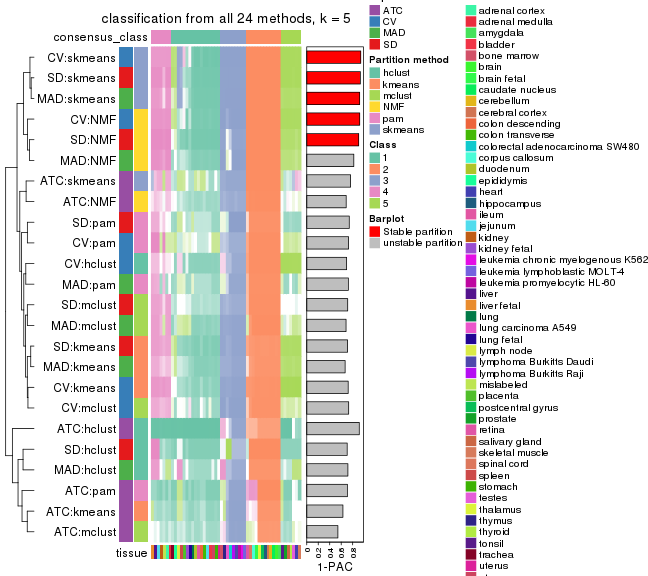 classification from all 24 methods, k = 5
consensus_class
CV:skmeans
SD:skmeans
MAD:skmeans
CV:NMF
SD:NMF
MAD:NMF
ATC:skmeans
ATC:NMF
SD:pam
CV:pam
CV:hclust
MAD:pam
SD:mclust
MAD:mclust
SD:kmeans
MAD:kmeans
CV:kmeans
CV:mclust
ATC:hclust
SD:hclust
MAD:hclust
ATC:pam
ATC:kmeans
ATC:mclust
tissue
0
0.2
0.4
0.6
0.8
1-PAC
ATC
CV
MAD
SD
Partition method
hclust
kmeans
mclust
NMF
pam
skmeans
Class
1
2
3
4
5
Barplot
Stable partition
unstable partition
adrenal cortex
adrenal medulla
amygdala
bladder
bone marrow
brain
brain fetal
caudate nucleus
cerebellum
cerebral cortex
colon descending
colon transverse
colorectal adenocarcinoma SW480
corpus callosum
duodenum
epididymis
heart
hippocampus
ileum
jejunum
kidney
kidney fetal
leukemia chronic myelogenous K562
leukemia lymphoblastic MOLT-4
leukemia promyelocytic HL-60
liver
liver fetal
lung
lung carcinoma A549
lung fetal
lymph node
lymphoma Burkitts Daudi
lymphoma Burkitts Raji
mislabeled
placenta
postcentral gyrus
prostate
retina
salivary gland
skeletal muscle
spinal cord
spleen
stomach
testes
thalamus
thymus
thyroid
tonsil
trachea
uterus